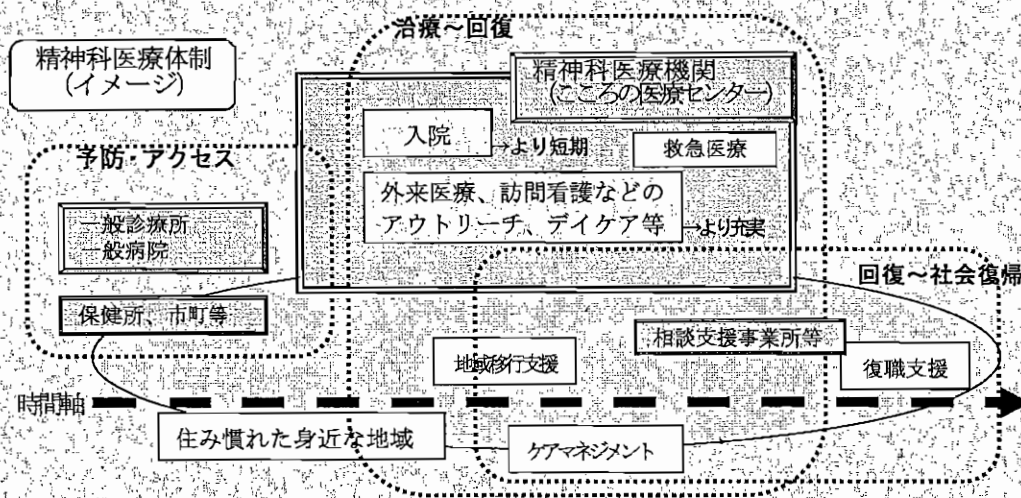 治療～回復
精神科医療体制
(イメージ)
精神科医療機関
(こころの医療センター)
入院
→より短期
救急医療
予防・アクセス
外来医療、訪問看護などの
アウトリーチ、デイケア等
→より充実
一般診療所
一般病院
回復～社会復帰
保健所、市町等
相談支援事業所等
地域移行支援
復職支援
時間軸
住み慣れた身近な地域
ケアマネジメント